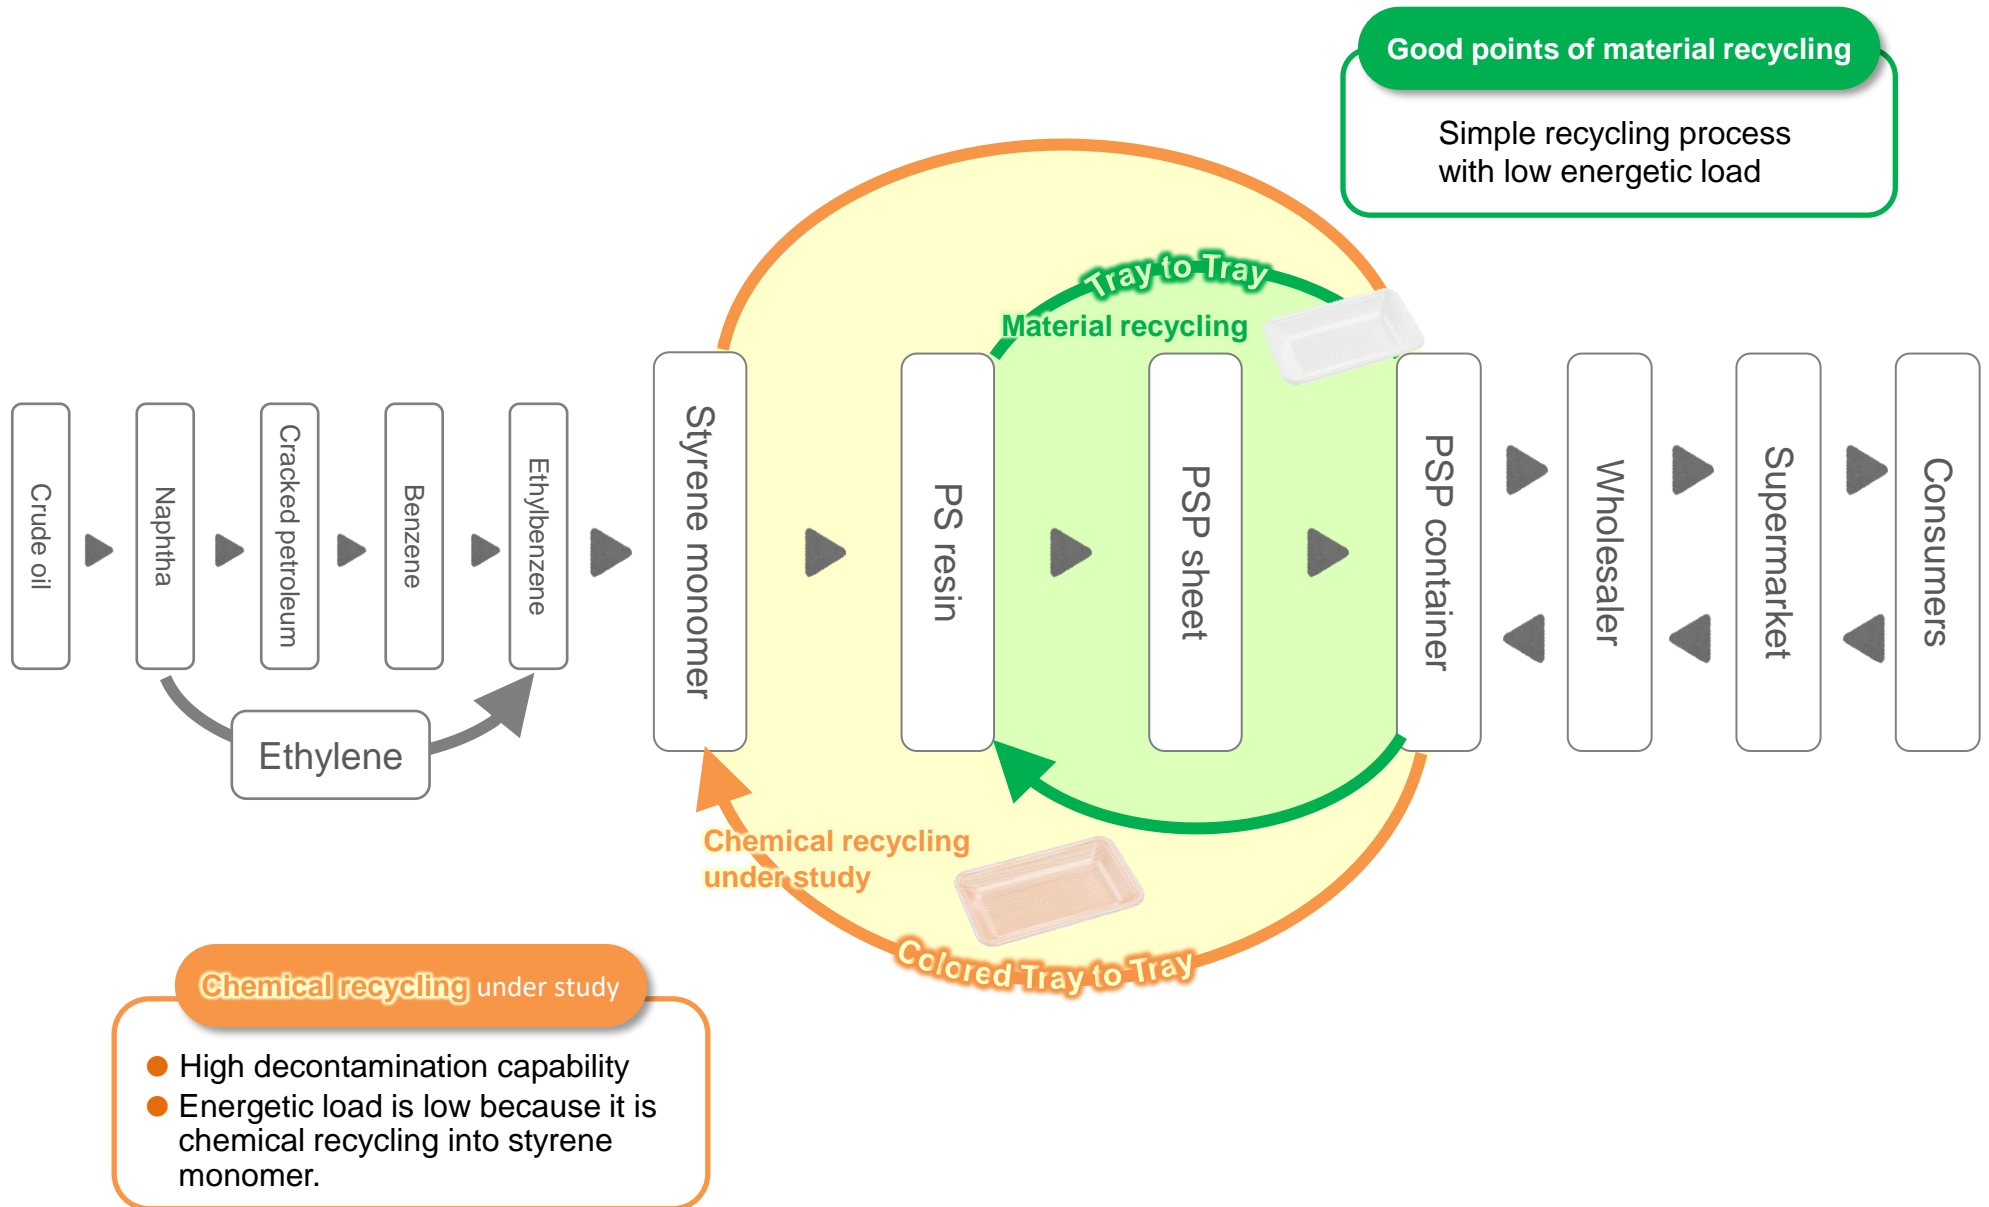 Good points of material recycling
Simple recycling process
with low energetic load
Tray to Tray
Material recycling
Crude oil
Naphtha
Cracked petroleum
Benzene
Ethylbenzene
Styrene monomer
PS resin
PSP sheet
PSP container
Wholesaler
Supermarket
Consumers
Ethylene
Chemical recycling
under study
Colored Tray to Tray
Chemical recycling under study
High decontamination capability
Energetic load is low because it is
chemical recycling into styrene
monomer.